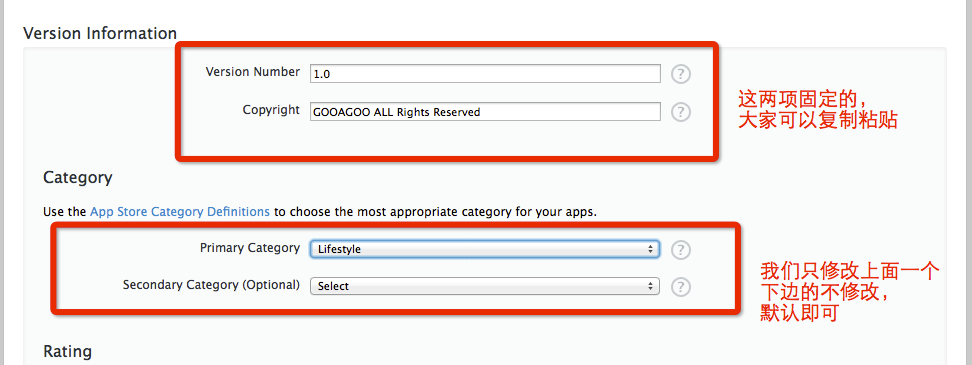 Version Information
Version Number 1.0 ?
Copyright GOOAGOO ALL Rights Reserved ?
这两项固定的，
大家可以复制粘贴
Category
Use the App Store Category Definitions to choose the most appropriate category for your apps.
Primary Category Lifestyle ?
Secondary Category (Optional) Select ?
我们只修改上面一个
下边的不修改，
默认即可
Rating